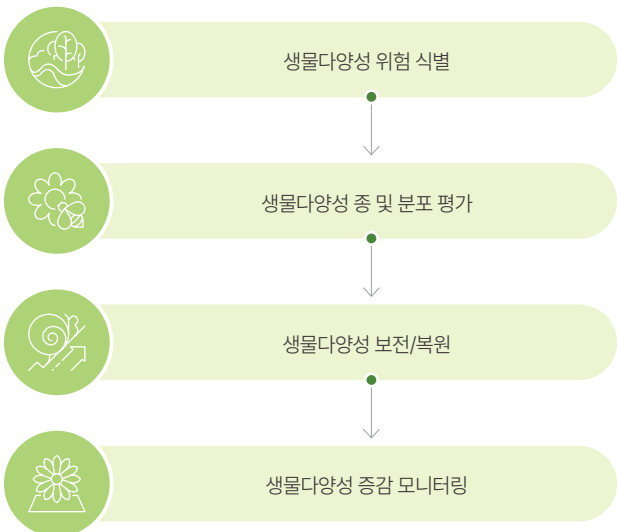 생물다양성 위험 식별
생물다양성 종 및 분포 평가
생물다양성 보전/복원
생물다양성 증감 모니터링